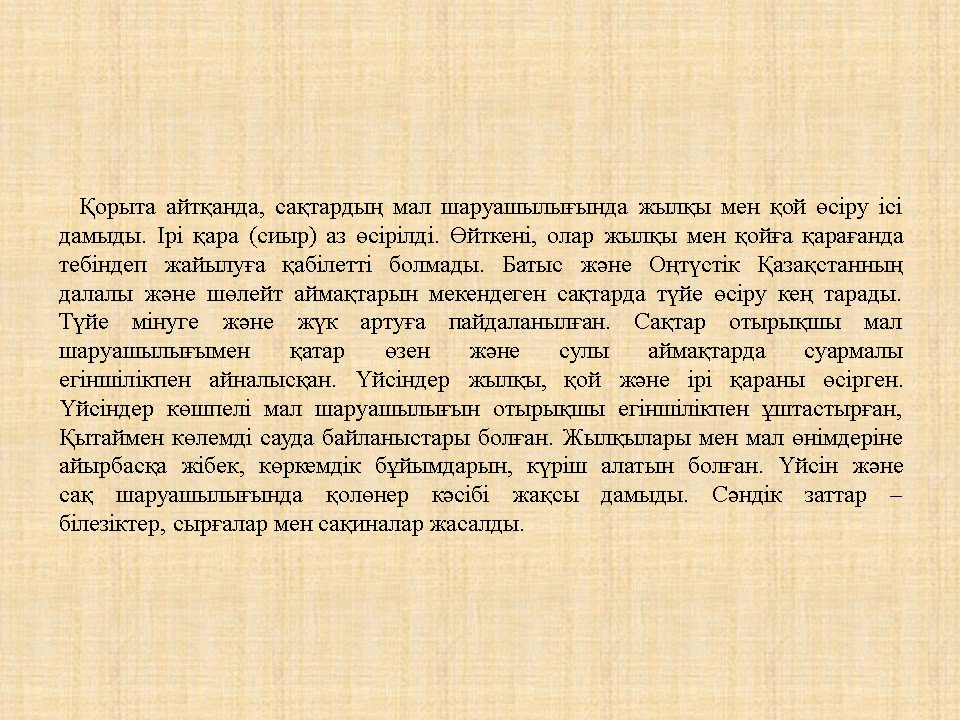 Қорыта айтқанда, сақтардың мал шаруашылығында жылқы мен қой өсіру ісі
дамыды. Ірі қара (сиыр) аз өсірілді. Өйткені, олар жылқы мен қойға қарағанда
тебіндеп жайылуға қабілетті болмады. Батыс және Оңтүстік Қазақстанның
далалы және шөлейт аймақтарын мекендеген сақтарда түйе өсіру кең тарады.
Түйе мінуге және жүк артуға пайдаланылған. Сақтар отырықшы мал
шаруашылығымен қатар өзен және сулы аймақтарда суармалы
егіншілікпен айналысқан. Үйсіндер жылқы, қой және ірі қараны өсірген.
Үйсіндер көшпелі мал шаруашылығын отырықшы егіншілікпен ұштастырған,
Қытаймен көлемді сауда байланыстары болған. Жылқылары мен мал өнімдеріне
айырбасқа жібек, көркемдік бұйымдарын, күріш алатын болған. Үйсін және
сақ шаруашылығында қолөнер кәсібі жақсы дамыды. Сәндік заттар –
білезіктер, сырғалар мен сақиналар жасалды.